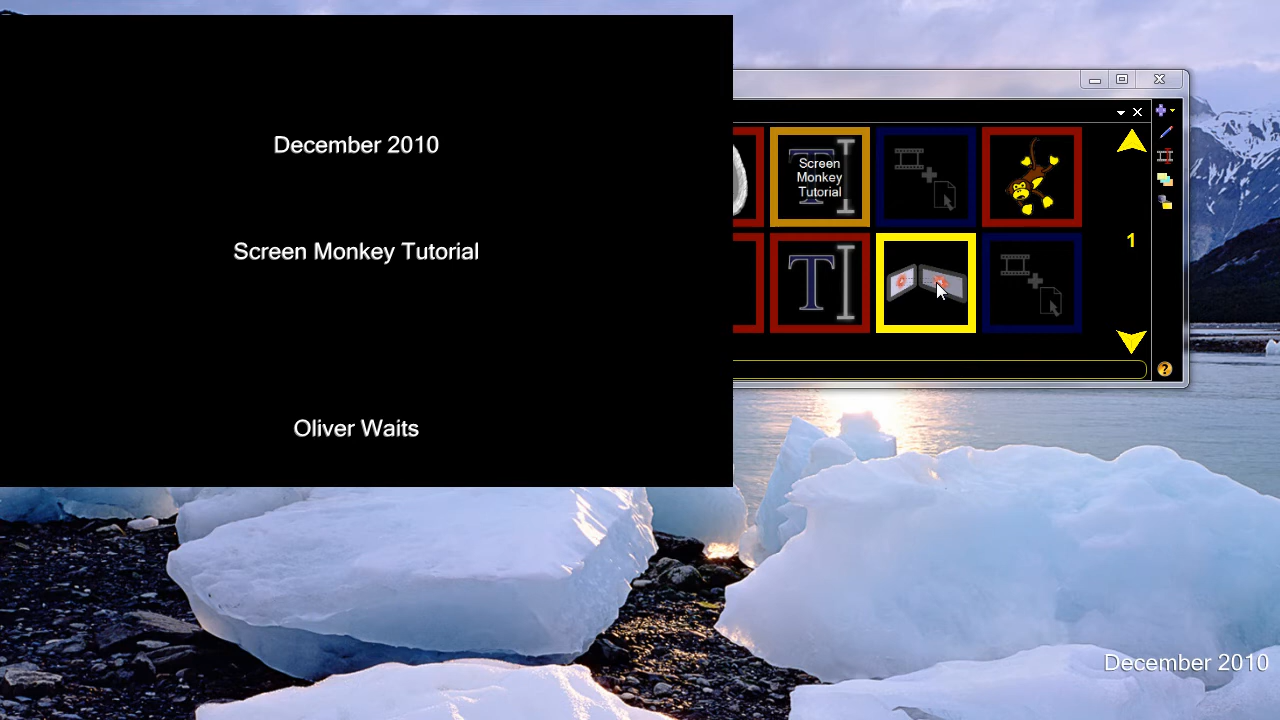 December 2010
Screen Monkey Tutorial
Oliver Waits
Screen
Monkey
Tutorial
T
1
?
December 2010